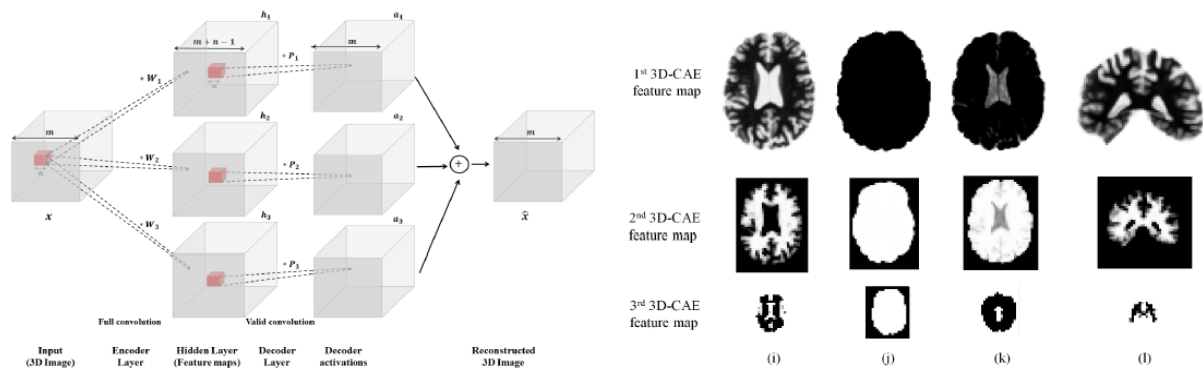 h₁
a₁
m + n − 1
m
* P₁
* W₁
h₂
a₂
m
m
* W₂
* P₂
+
n
x
x̂
h₃
a₃
* W₃
* P₃
Full convolution
Valid convolution
Input
(3D Image)
Encoder
Layer
Hidden Layer
(Feature maps)
Decoder
Layer
Decoder
activations
Reconstructed
3D Image
1st 3D-CAE
feature map
2nd 3D-CAE
feature map
3rd 3D-CAE
feature map
(i) (j) (k) (l)